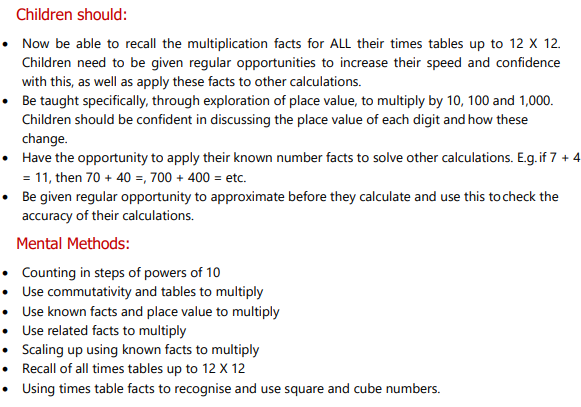 Children should:
• Now be able to recall the multiplication facts for ALL their times tables up to 12 X 12.
Children need to be given regular opportunities to increase their speed and confidence
with this, as well as apply these facts to other calculations.
• Be taught specifically, through exploration of place value, to multiply by 10, 100 and 1,000.
Children should be confident in discussing the place value of each digit and how these
change.
• Have the opportunity to apply their known number facts to solve other calculations. E.g. if 7 + 4
= 11, then 70 + 40 =, 700 + 400 = etc.
• Be given regular opportunity to approximate before they calculate and use this to check the
accuracy of their calculations.
Mental Methods:
• Counting in steps of powers of 10
• Use commutativity and tables to multiply
• Use known facts and place value to multiply
• Use related facts to multiply
• Scaling up using known facts to multiply
• Recall of all times tables up to 12 X 12
• Using times table facts to recognise and use square and cube numbers.